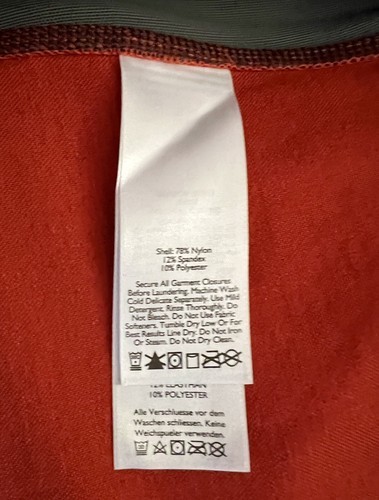 Shell: 78% Nylon
12% Spandex
10% Polyester
Secure All Garment Closures
Before Laundering. Machine Wash
Cold Delicate Separately. Use Mild
Detergent. Rinse Thoroughly. Do
Not Bleach. Do Not Use Fabric
Softeners. Tumble Dry Low Or For
Best Results Line Dry. Do Not Iron
Or Steam. Do Not Dry Clean.
12% ELASTHAN
10% POLYESTER
Alle Verschluesse vor dem
Waschen schliessen. Keine
Weichspueler verwenden.